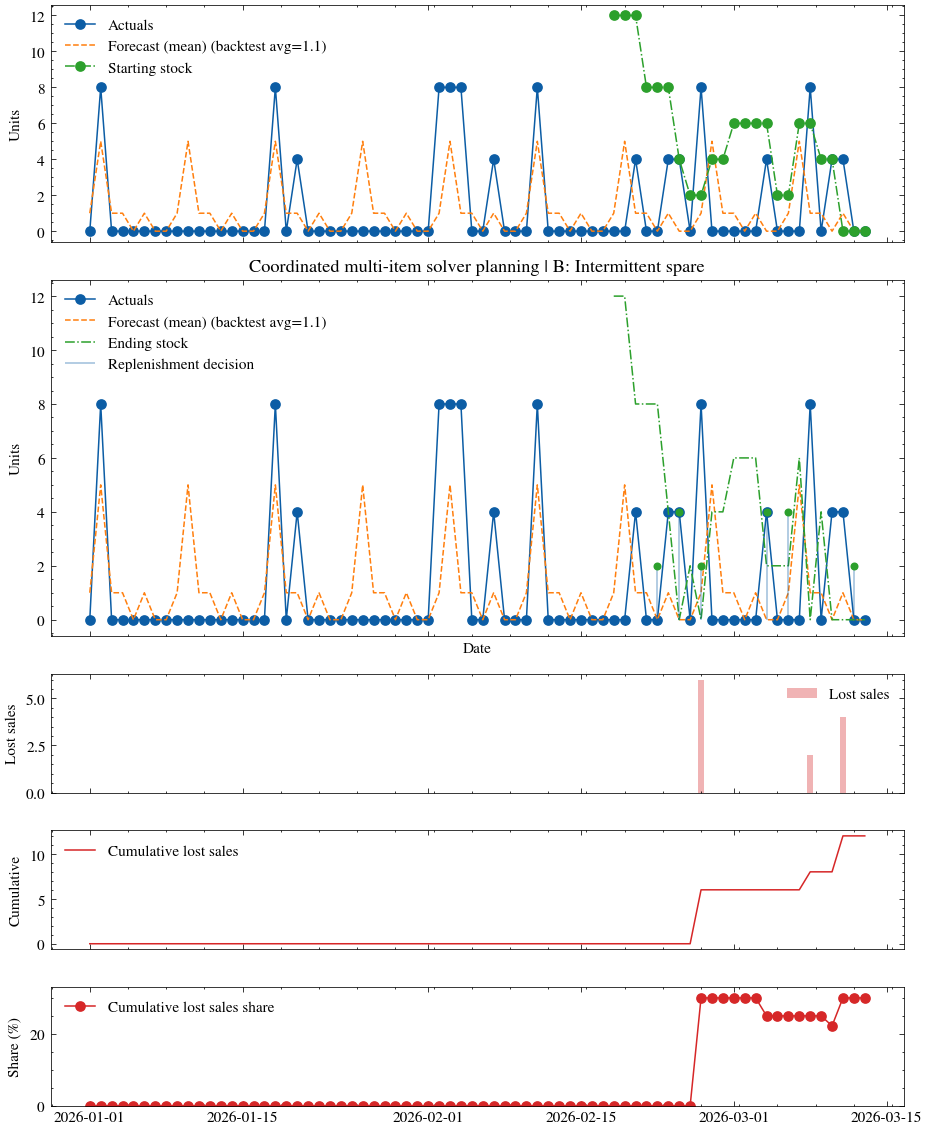 12
10
8
6
4
2
0
Units
Actuals
Forecast (mean) (backtest avg=1.1)
Starting stock
Coordinated multi-item solver planning | B: Intermittent spare
12
10
8
6
4
2
0
Units
Actuals
Forecast (mean) (backtest avg=1.1)
Ending stock
Replenishment decision
Date
5.0
2.5
0.0
Lost sales
Lost sales
10
5
0
Cumulative
Cumulative lost sales
20
0
Share (%)
Cumulative lost sales share
2026-01-01
2026-01-15
2026-02-01
2026-02-15
2026-03-01
2026-03-15